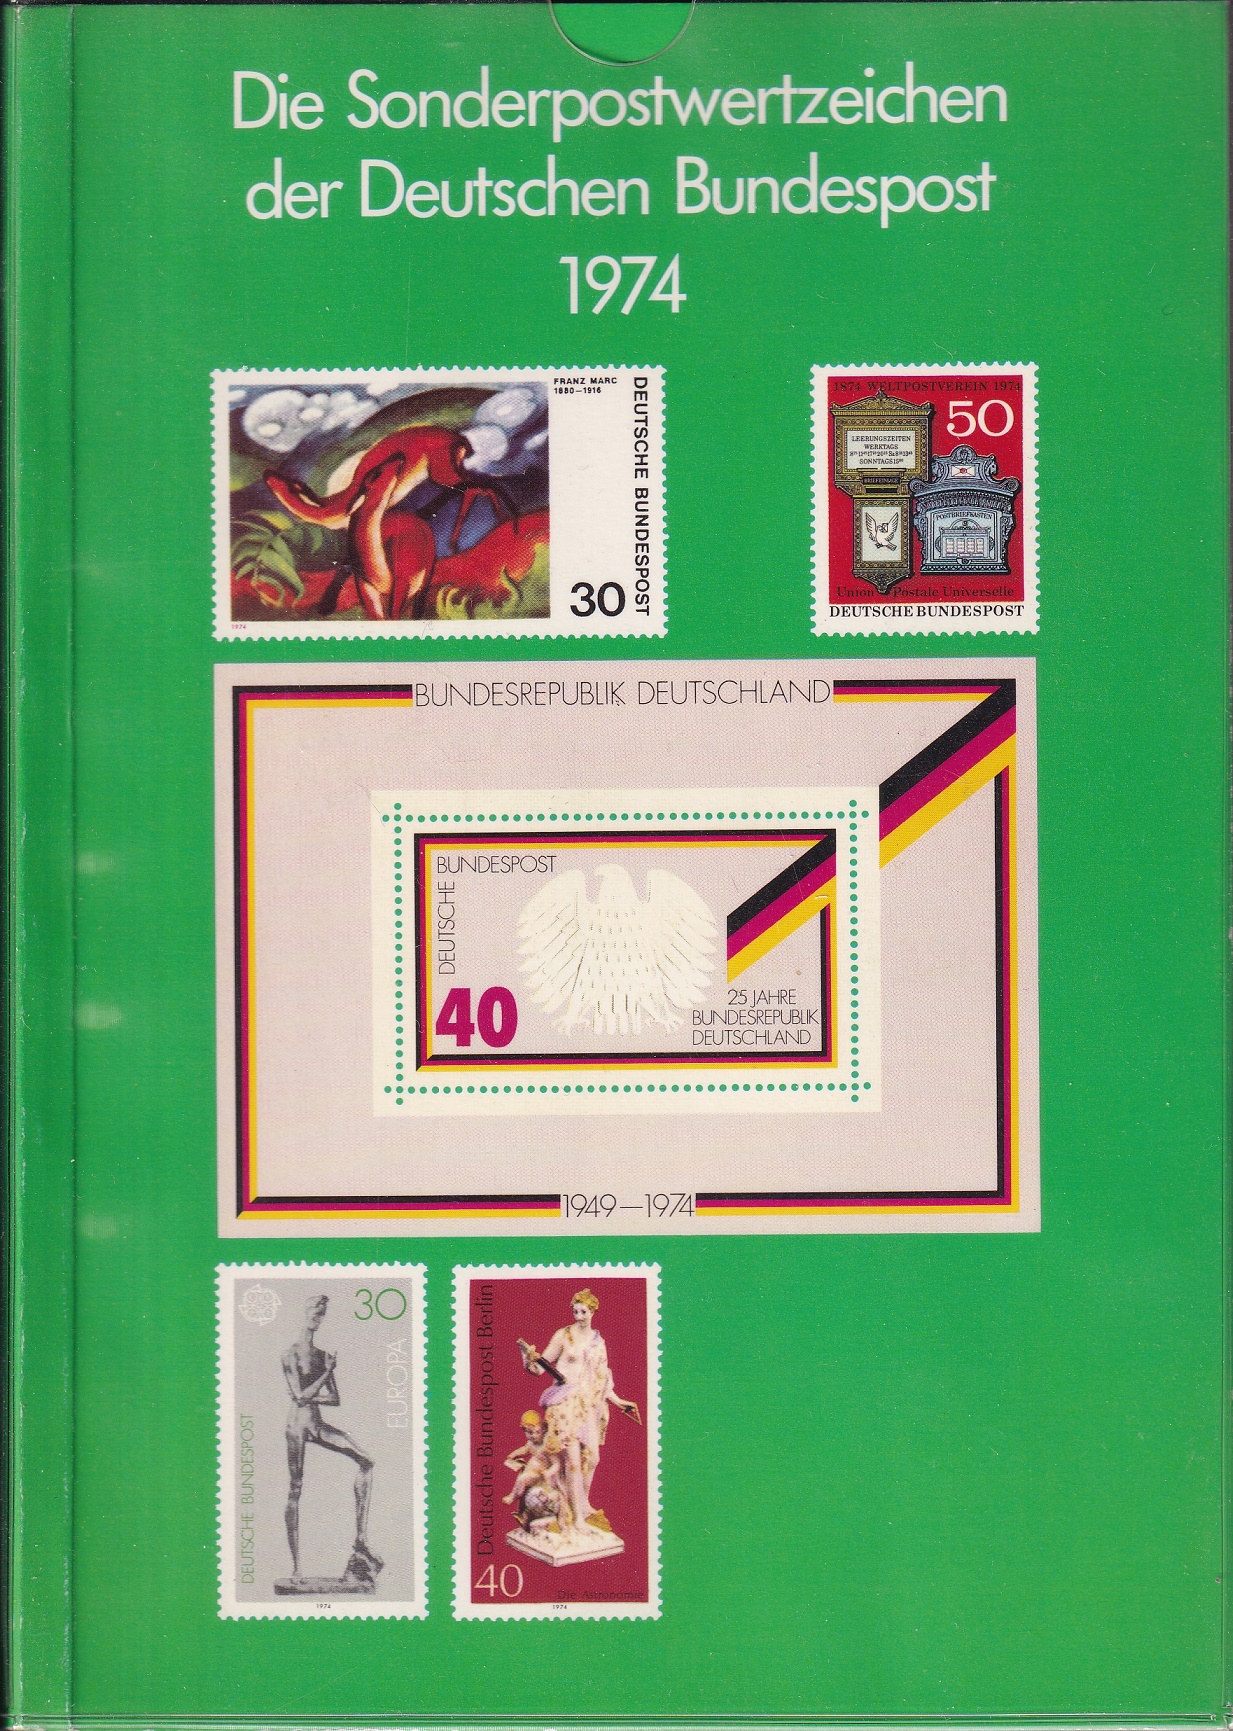 Die Sonderpostwertzeichen
der Deutschen Bundespost
1974
FRANZ MARC
1880–1916
DEUTSCHE BUNDESPOST
30
1974
1874 WELTPOSTVEREIN 1974
50
LEERUNGSZEITEN
WERKTAGS
SONNTAGS
BRIEFEINLAGE
POSTBRIEFKASTEN
Union Postale Universelle
DEUTSCHE BUNDESPOST
BUNDESREPUBLIK DEUTSCHLAND
BUNDESPOST
DEUTSCHE
40
25 JAHRE
BUNDESREPUBLIK
DEUTSCHLAND
1949–1974
30
EUROPA
DEUTSCHE BUNDESPOST
1974
Deutsche Bundespost Berlin
40
Die Astronomie
1974